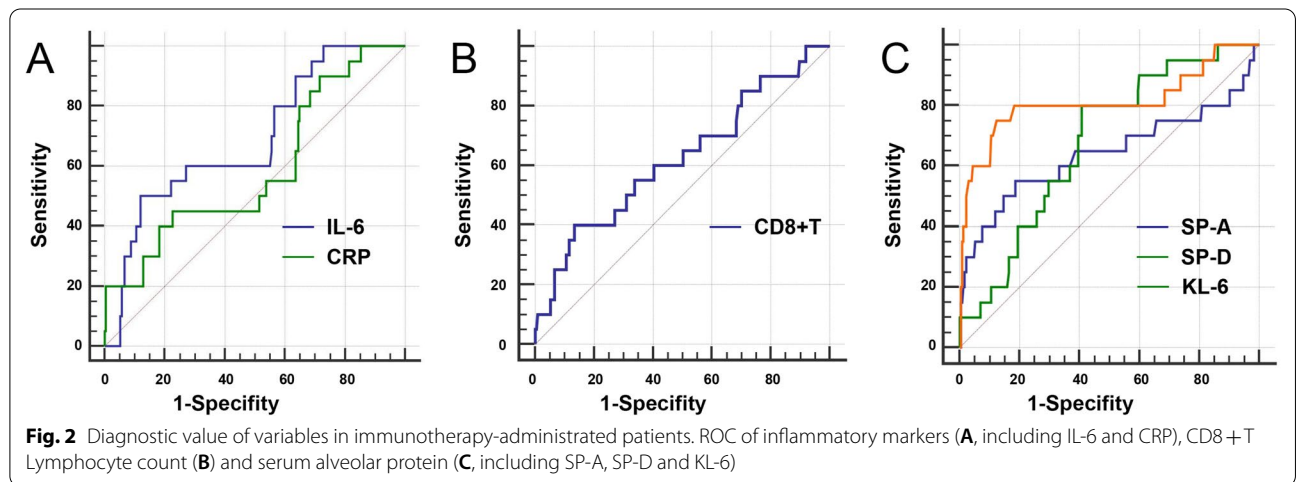 A
Sensitivity
80
60
40
20
0
0 20 40 60 80
1-Specifity
IL-6
CRP
B
Sensitivity
80
60
40
20
0
0 20 40 60 80
1-Specifity
CD8+T
C
Sensitivity
80
60
40
20
0
0 20 40 60 80
1-Specifity
SP-A
SP-D
KL-6
Fig. 2 Diagnostic value of variables in immunotherapy-administrated patients. ROC of inflammatory markers (A, including IL-6 and CRP), CD8+T
Lymphocyte count (B) and serum alveolar protein (C, including SP-A, SP-D and KL-6)